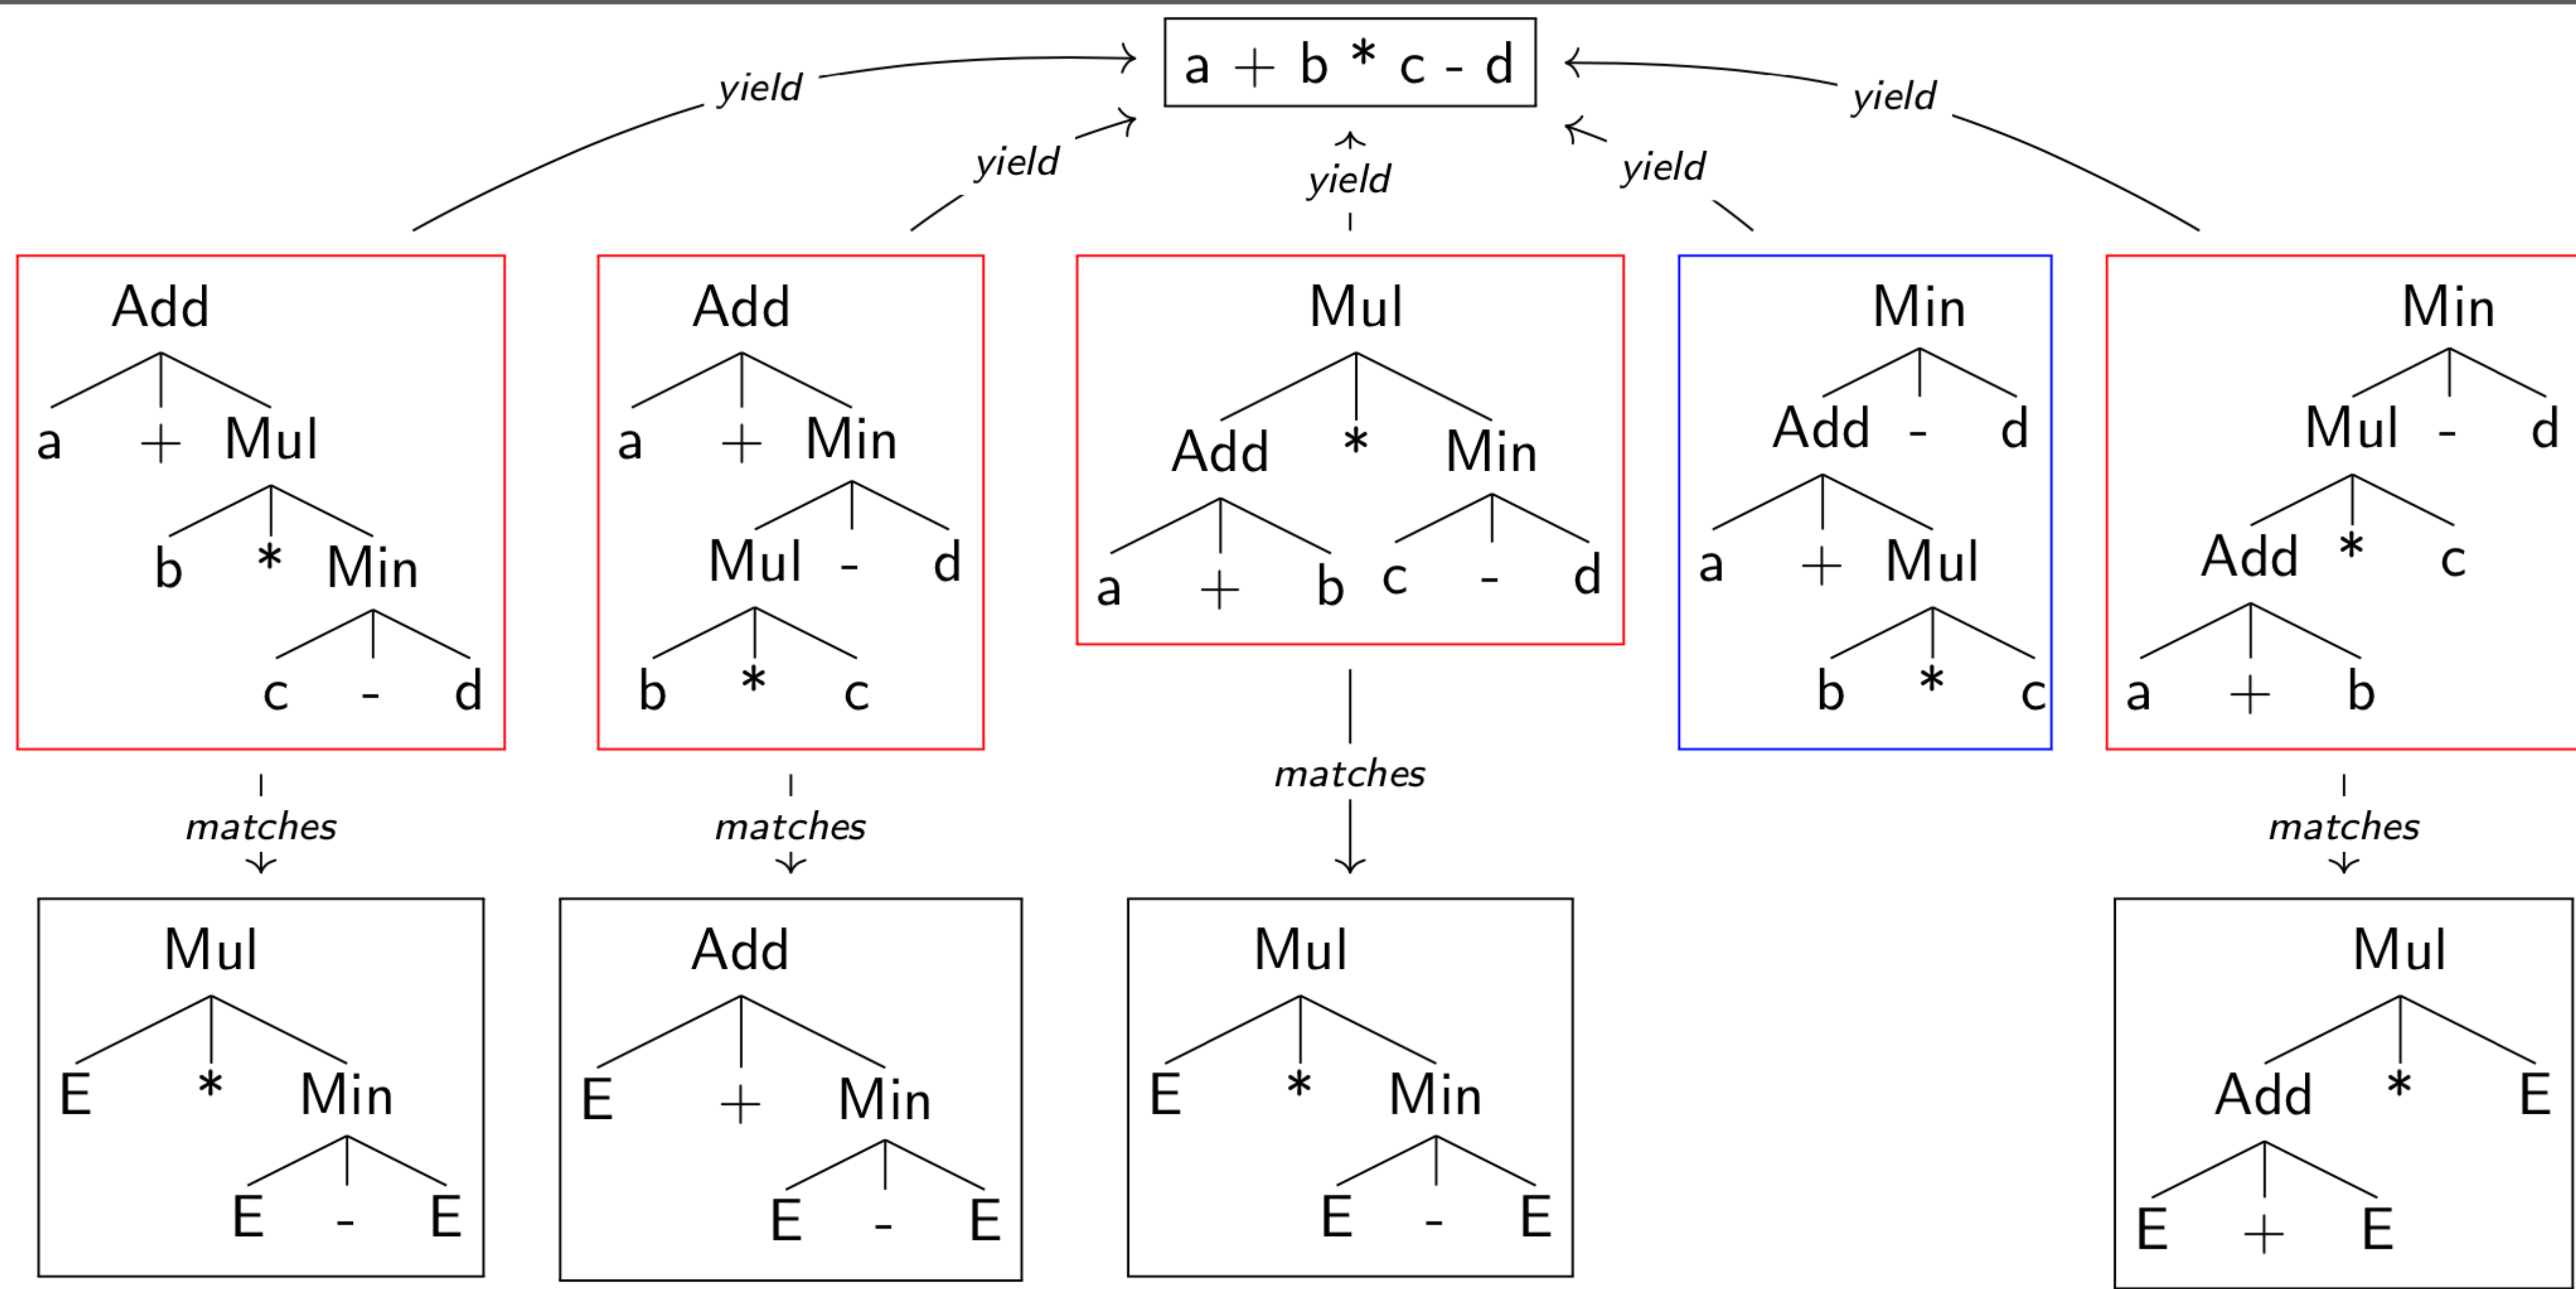 a + b * c - d
yield
yield
yield
yield
yield
Add
Add
Mul
Min
Min
a + Mul
a + Min
Add * Min
Add - d
Mul - d
b * Min
Mul - d
a + b c - d
a + Mul
Add * c
c - d
b * c
b * c
a + b
matches
matches
matches
matches
Mul
Add
Mul
Mul
E * Min
E + Min
E * Min
Add * E
E - E
E - E
E - E
E + E